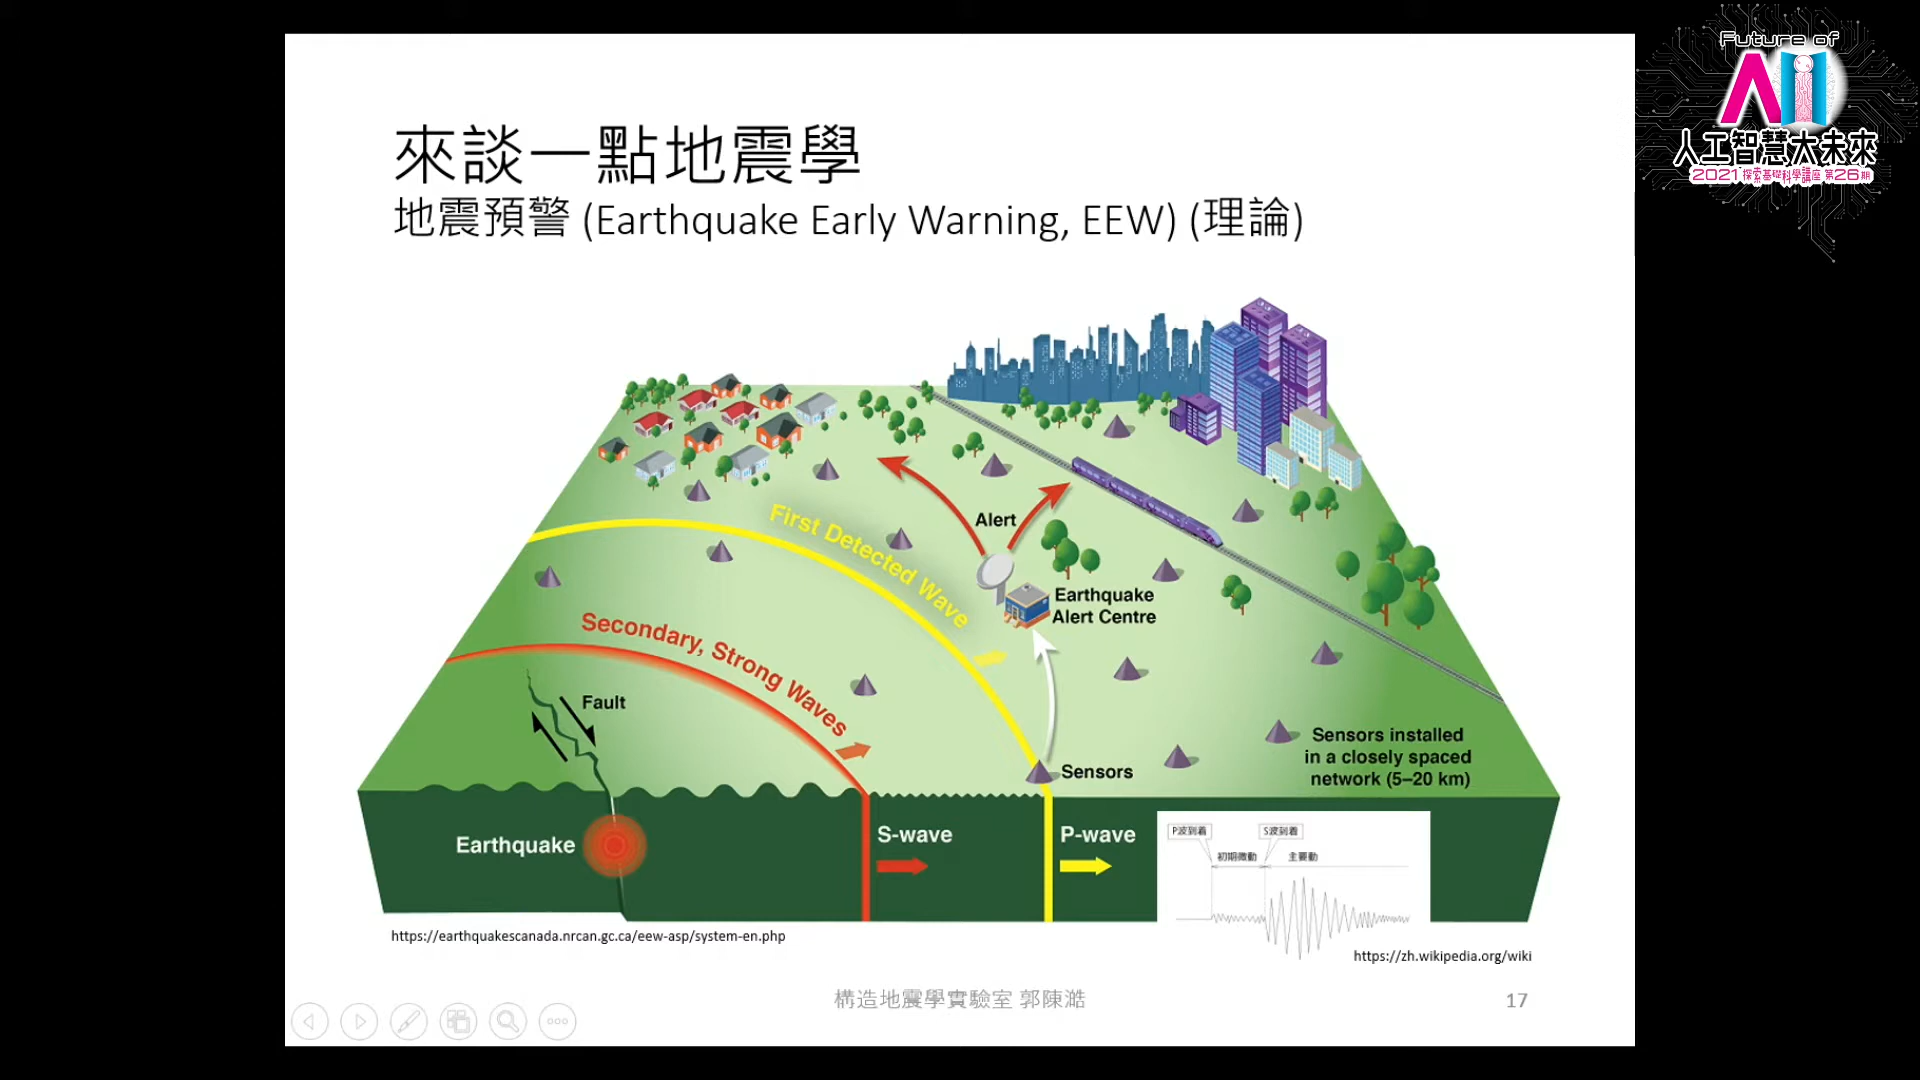 Future of
AI
人工智慧大未來
2021 探索基礎科學講座 第26期
來談一點地震學
地震預警 (Earthquake Early Warning, EEW) (理論)
First Detected Wave
Alert
Earthquake
Alert Centre
Secondary, Strong Waves
Fault
Sensors
Sensors installed
in a closely spaced
network (5–20 km)
Earthquake
S-wave
P-wave
P波到着
S波到着
初期微動
主要動
https://earthquakescanada.nrcan.gc.ca/eew-asp/system-en.php
https://zh.wikipedia.org/wiki
構造地震學實驗室 郭陳澔
17